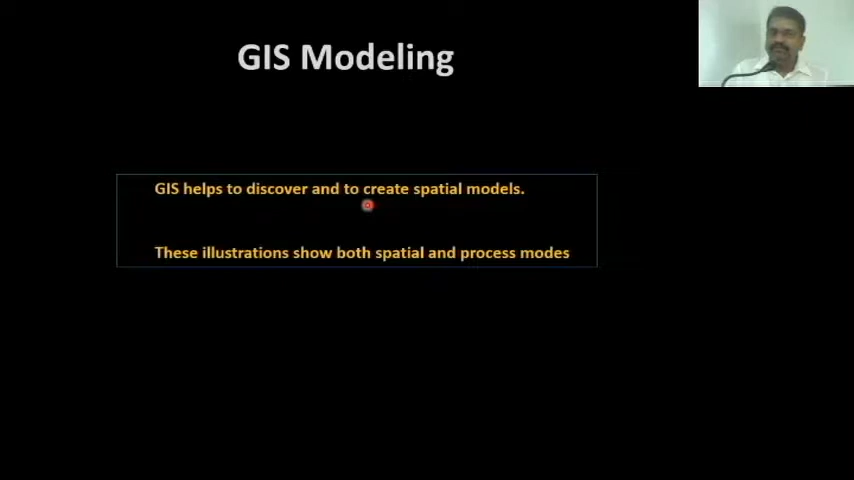 GIS Modeling
GIS helps to discover and to create spatial models.
These illustrations show both spatial and process modes